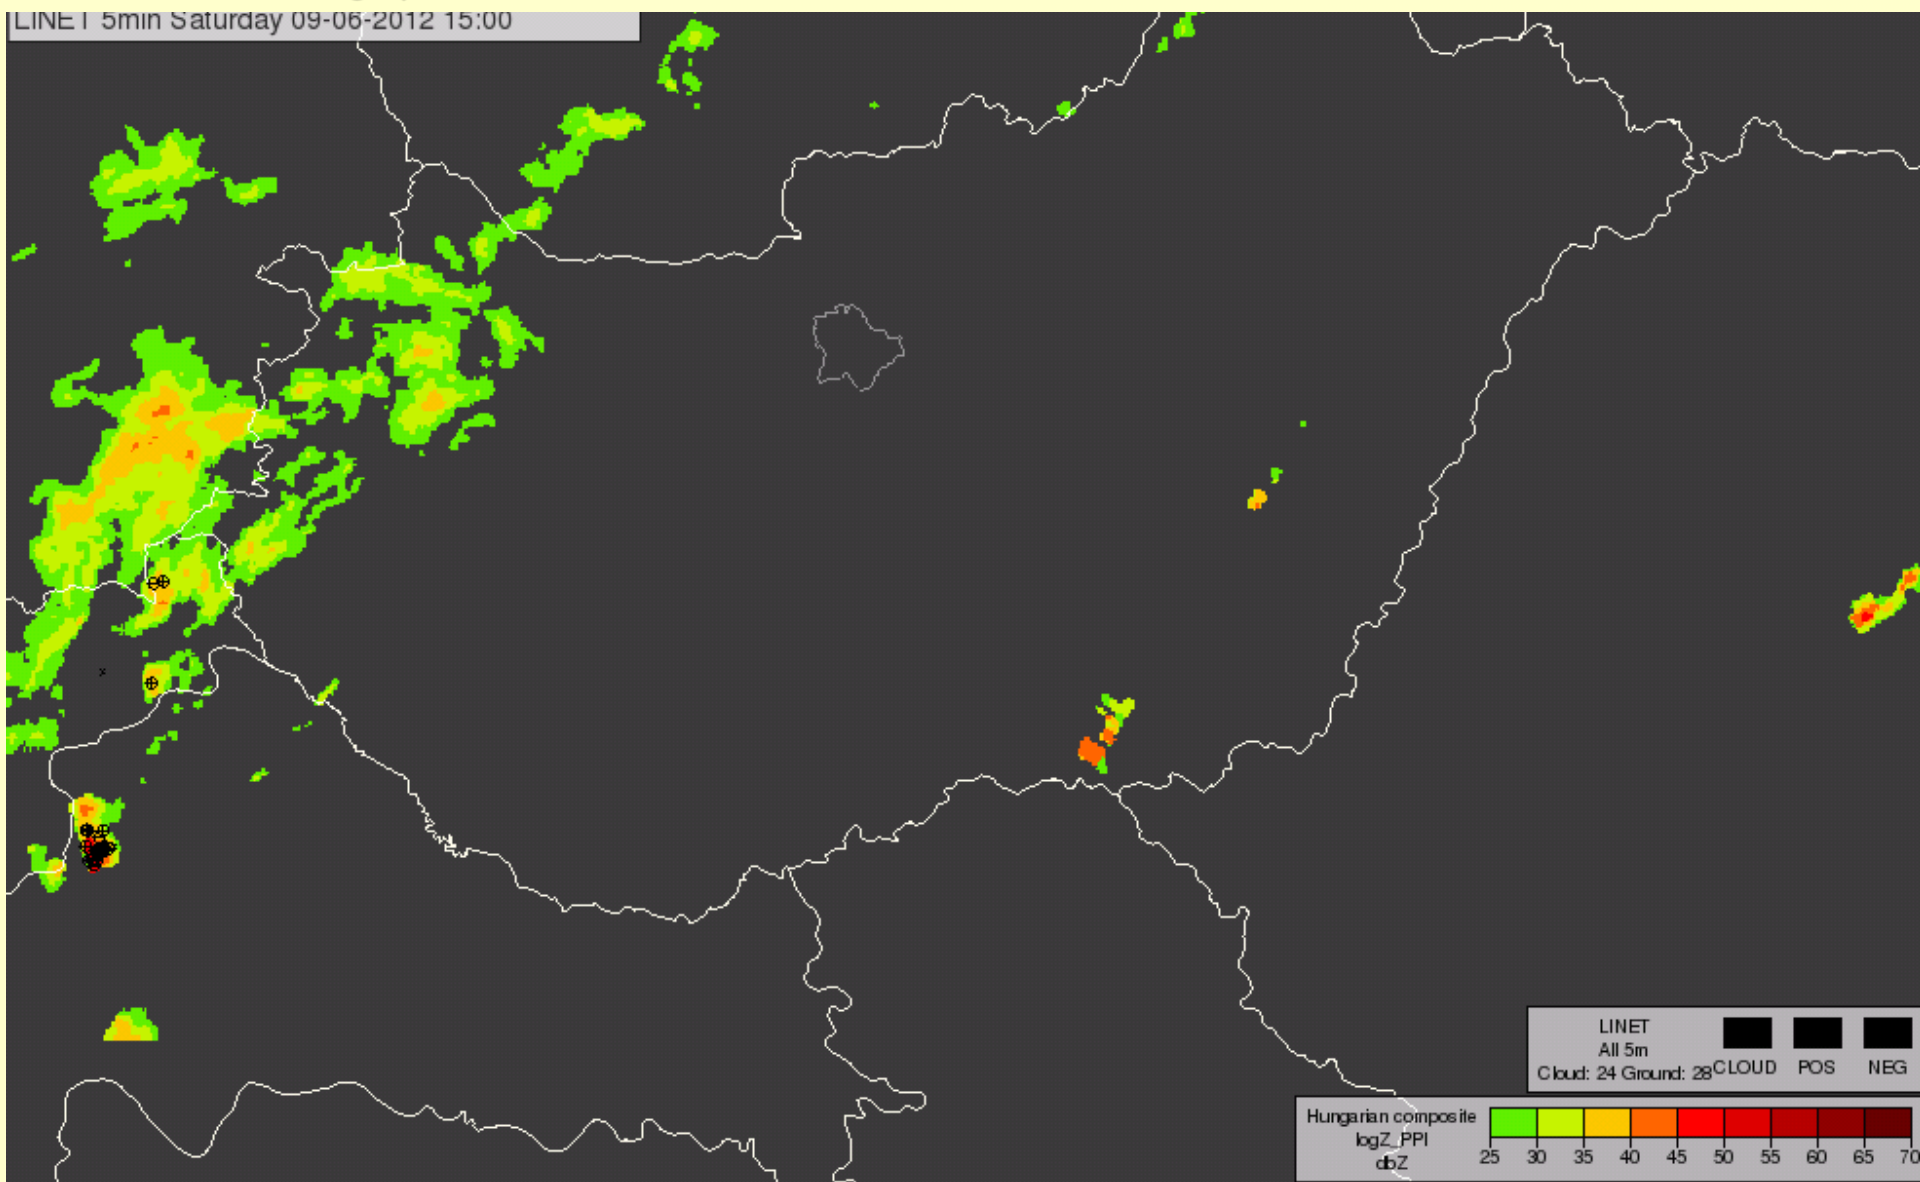 LINET 5min Saturday 09-06-2012 15:00
LINET
All 5m
Cloud: 24 Ground: 28
CLOUD POS NEG
Hungarian composite
logZ_PPI
dbZ
25 30 35 40 45 50 55 60 65 70